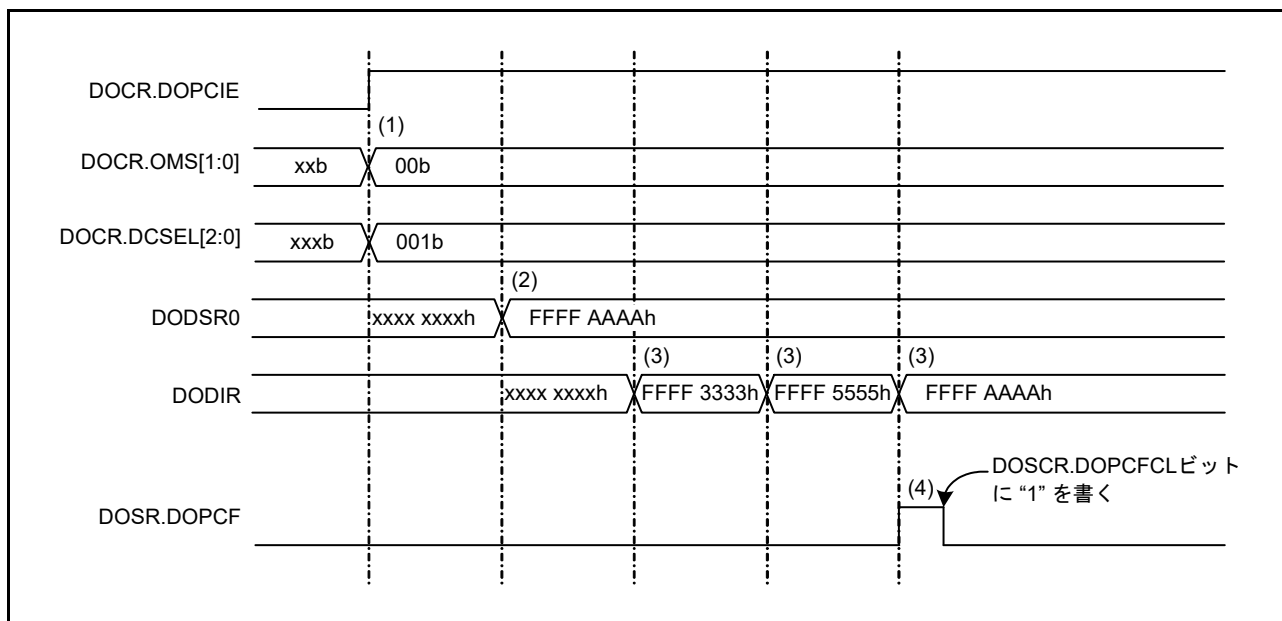 DOCR.DOPCIE
(1)
DOCR.OMS[1:0] xxb 00b
DOCR.DCSEL[2:0] xxxb 001b
(2)
DODSR0 xxxx xxxxh FFFF AAAAh
(3) (3) (3)
DODIR xxxx xxxxh FFFF 3333h FFFF 5555h FFFF AAAAh
DOSCR.DOPCFCLビット
(4) に “1” を書く
DOSR.DOPCF